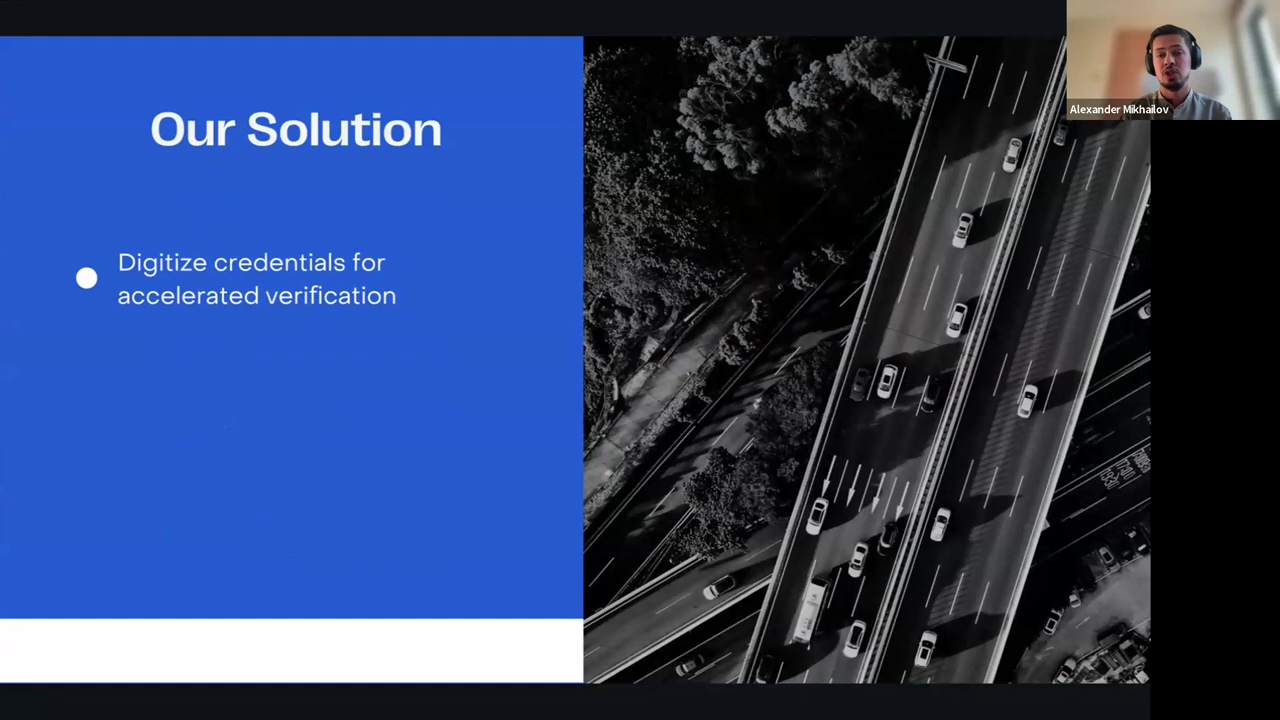 Our Solution
Digitize credentials for
accelerated verification
Alexander Mikhailov